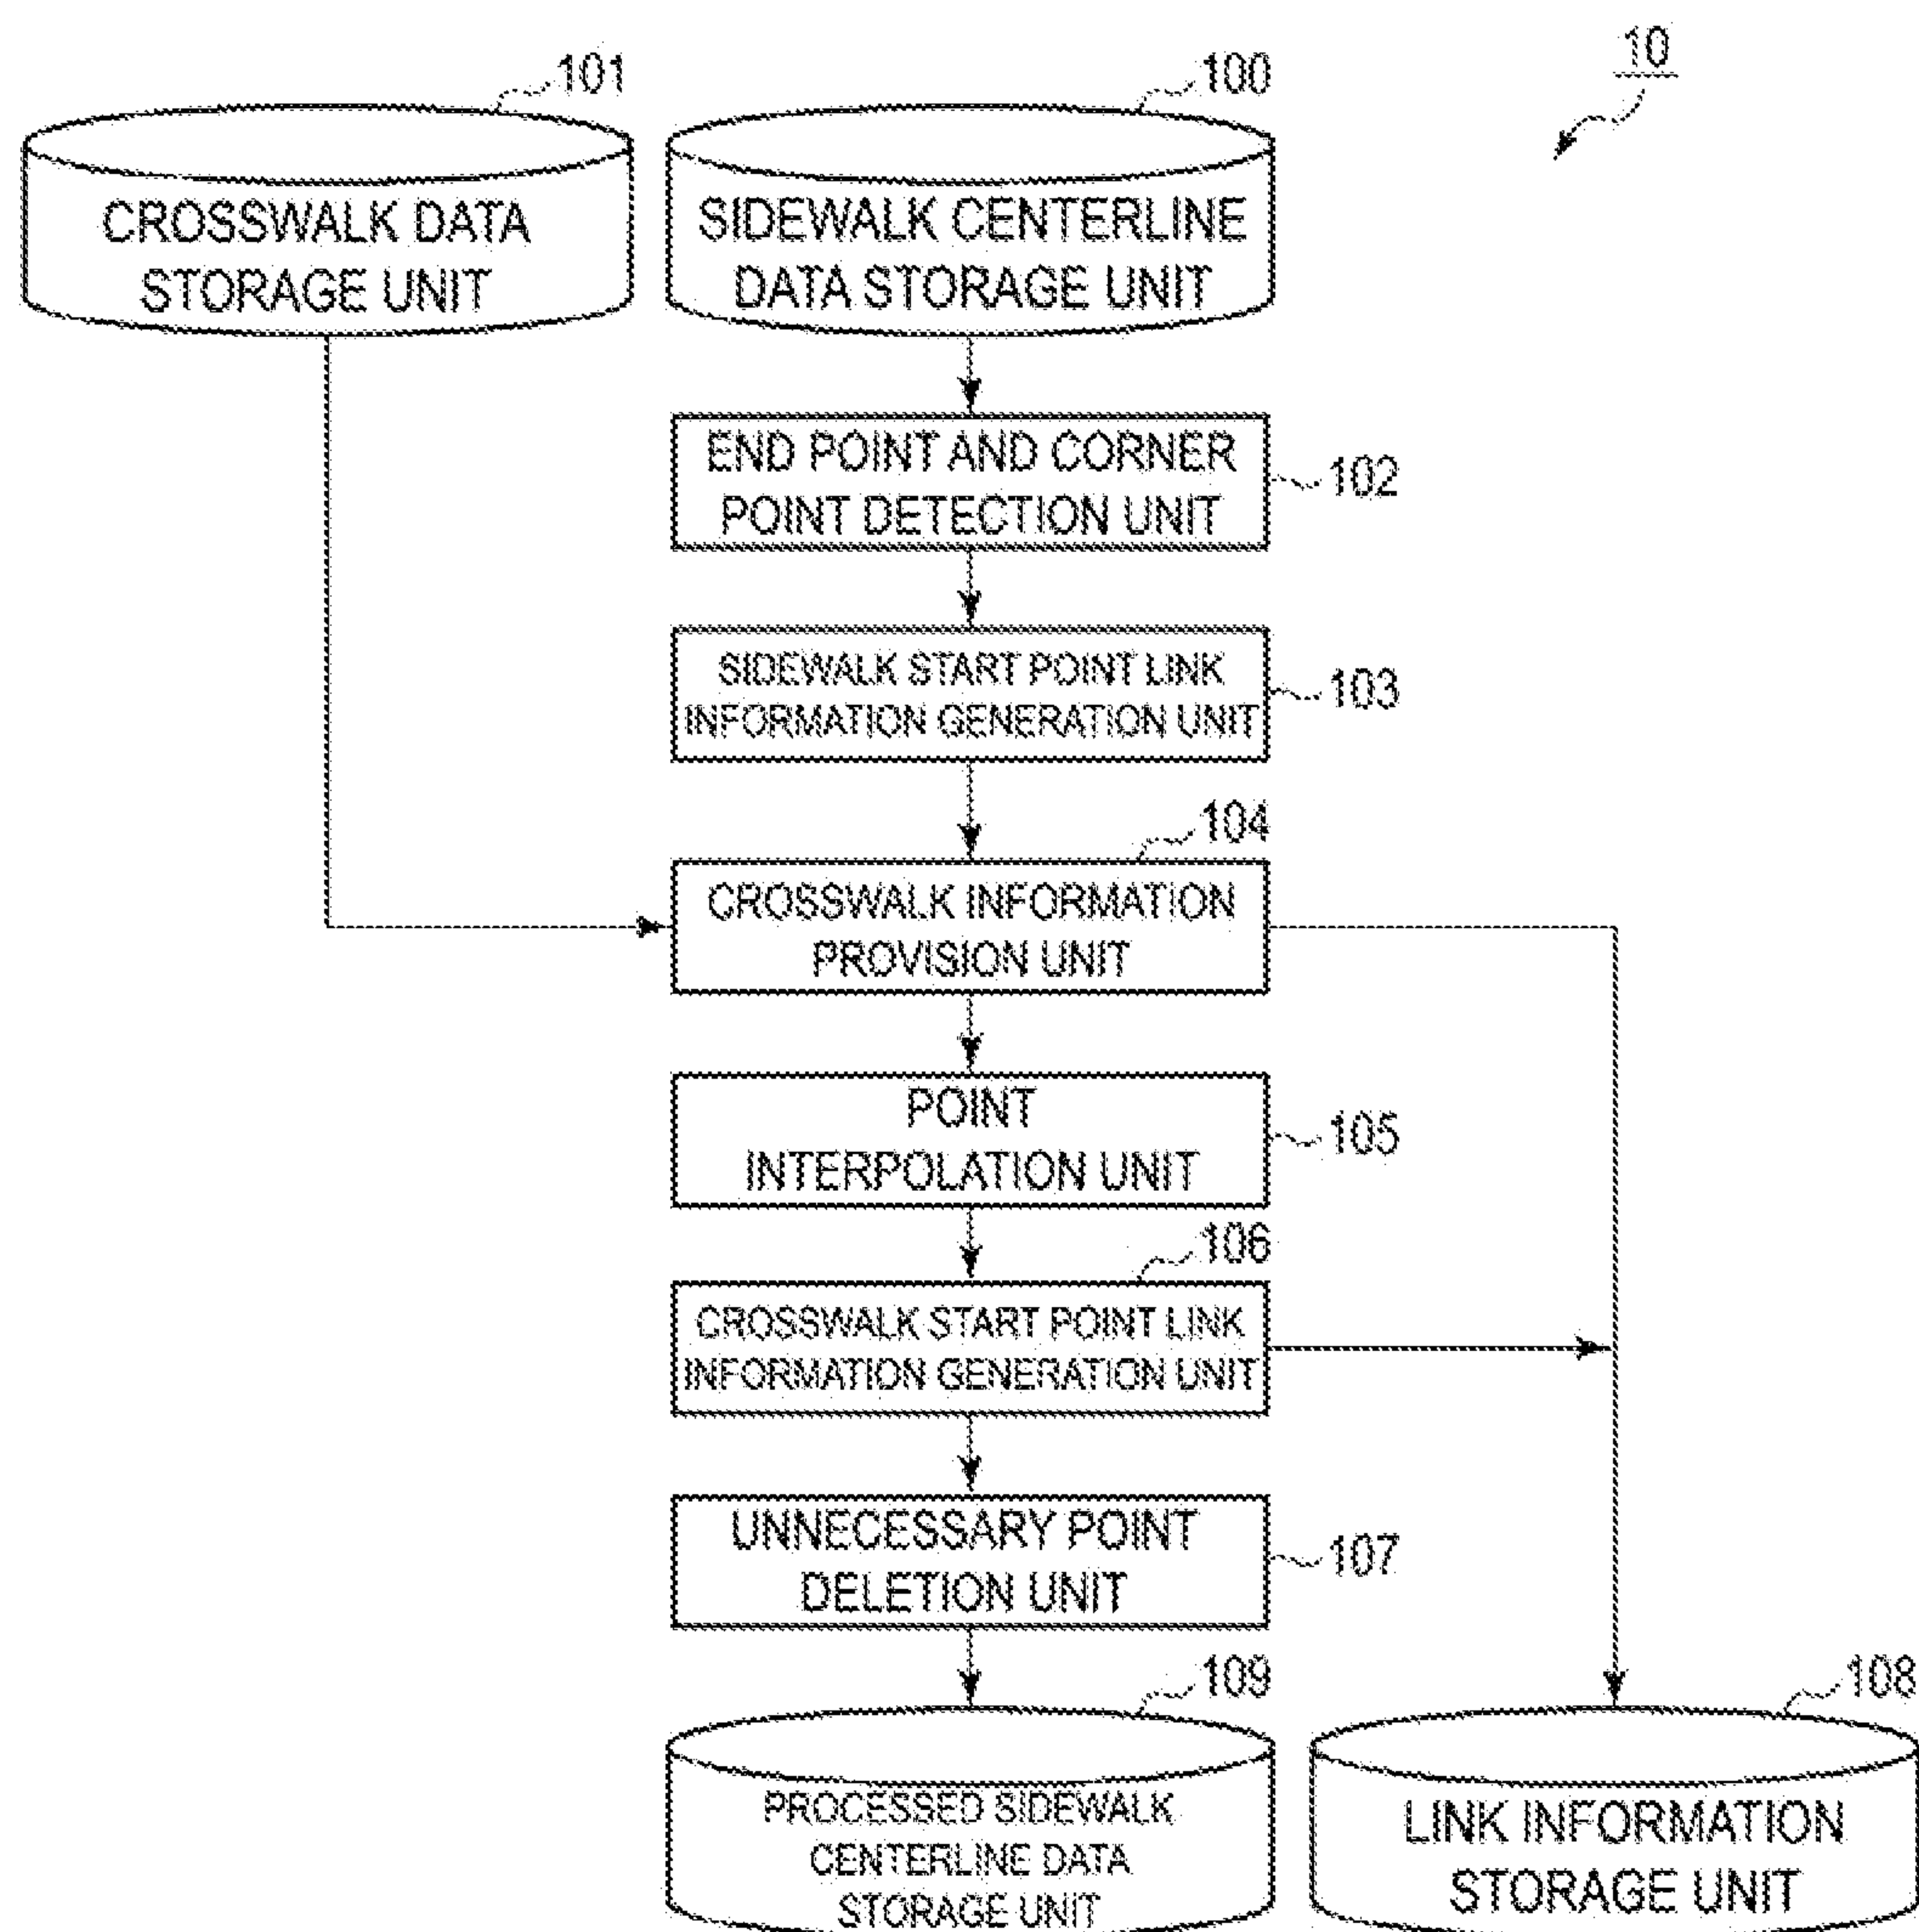 10
101
100
CROSSWALK DATA
STORAGE UNIT
SIDEWALK CENTERLINE
DATA STORAGE UNIT
END POINT AND CORNER
POINT DETECTION UNIT
102
SIDEWALK START POINT LINK
INFORMATION GENERATION UNIT
103
104
CROSSWALK INFORMATION
PROVISION UNIT
POINT
INTERPOLATION UNIT
105
106
CROSSWALK START POINT LINK
INFORMATION GENERATION UNIT
UNNECESSARY POINT
DELETION UNIT
107
109
108
PROCESSED SIDEWALK
CENTERLINE DATA
STORAGE UNIT
LINK INFORMATION
STORAGE UNIT